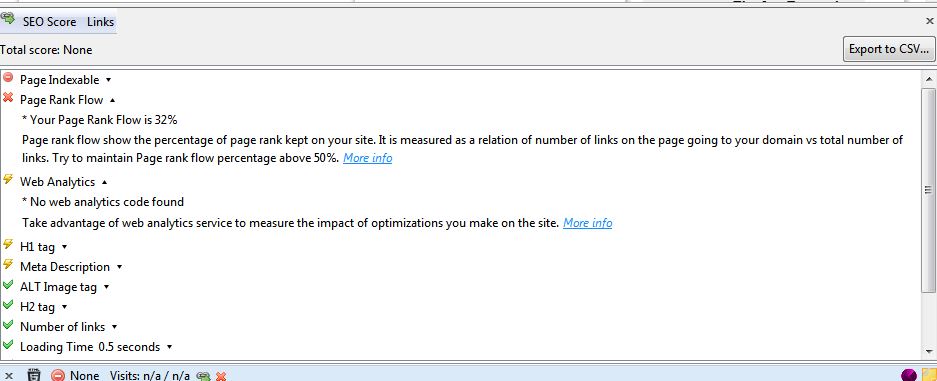 SEO Score Links
Total score: None
Export to CSV...
Page Indexable
Page Rank Flow
* Your Page Rank Flow is 32%
Page rank flow show the percentage of page rank kept on your site. It is measured as a relation of number of links on the page going to your domain vs total number of
links. Try to maintain Page rank flow percentage above 50%. More info
Web Analytics
* No web analytics code found
Take advantage of web analytics service to measure the impact of optimizations you make on the site. More info
H1 tag
Meta Description
ALT Image tag
H2 tag
Number of links
Loading Time 0.5 seconds
None Visits: n/a / n/a